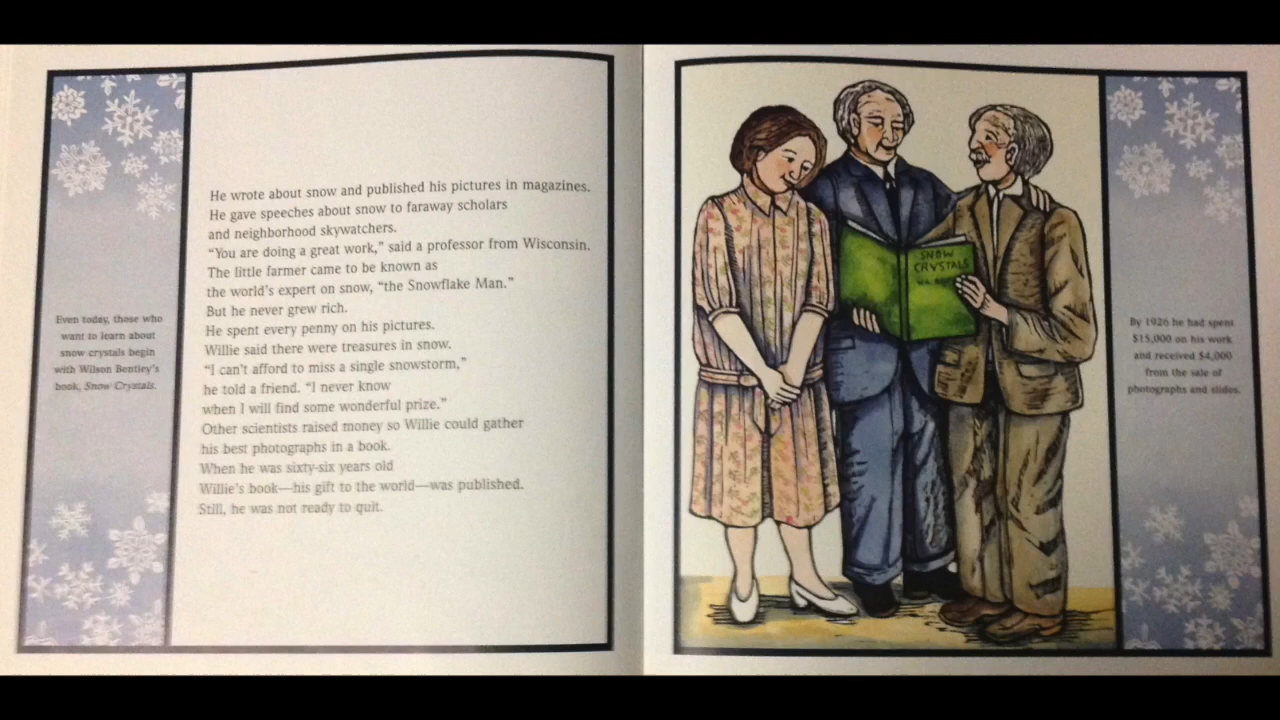 Even today, those who
want to learn about
snow crystals begin
with Wilson Bentley's
book, Snow Crystals.
He wrote about snow and published his pictures in magazines.
He gave speeches about snow to faraway scholars
and neighborhood skywatchers.
“You are doing a great work,” said a professor from Wisconsin.
The little farmer came to be known as
the world's expert on snow, “the Snowflake Man.”
But he never grew rich.
He spent every penny on his pictures.
Willie said there were treasures in snow.
“I can't afford to miss a single snowstorm,”
he told a friend. “I never know
when I will find some wonderful prize.”
Other scientists raised money so Willie could gather
his best photographs in a book.
When he was sixty-six years old
Willie's book—his gift to the world—was published.
Still, he was not ready to quit.
SNOW
CRYSTALS
By 1926 he had spent
$15,000 on his work
and received $4,000
from the sale of
photographs and slides.